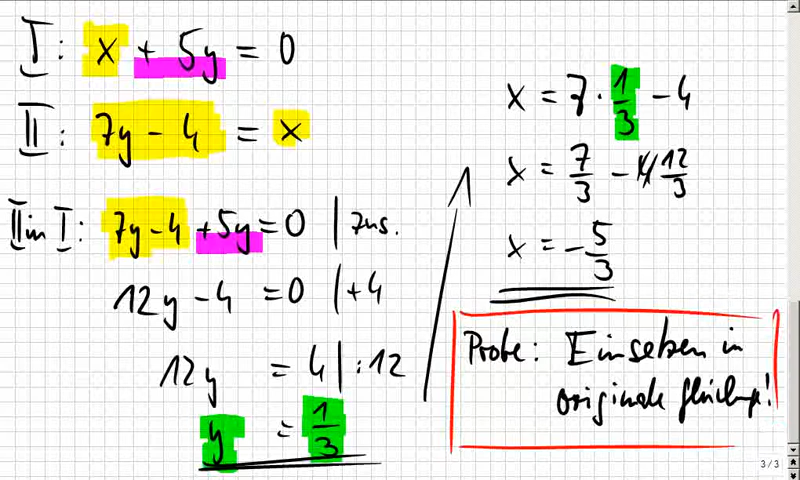 I: x + 5y = 0
II: 7y - 4 = x
II in I: 7y - 4 + 5y = 0 | zus.
12y - 4 = 0 | +4
12y = 4 | :12
y = 1/3
x = 7 · 1/3 - 4
x = 7/3 - 12/3
x = - 5/3
Probe: Einsetzen in
originale Gleichung!
3/3